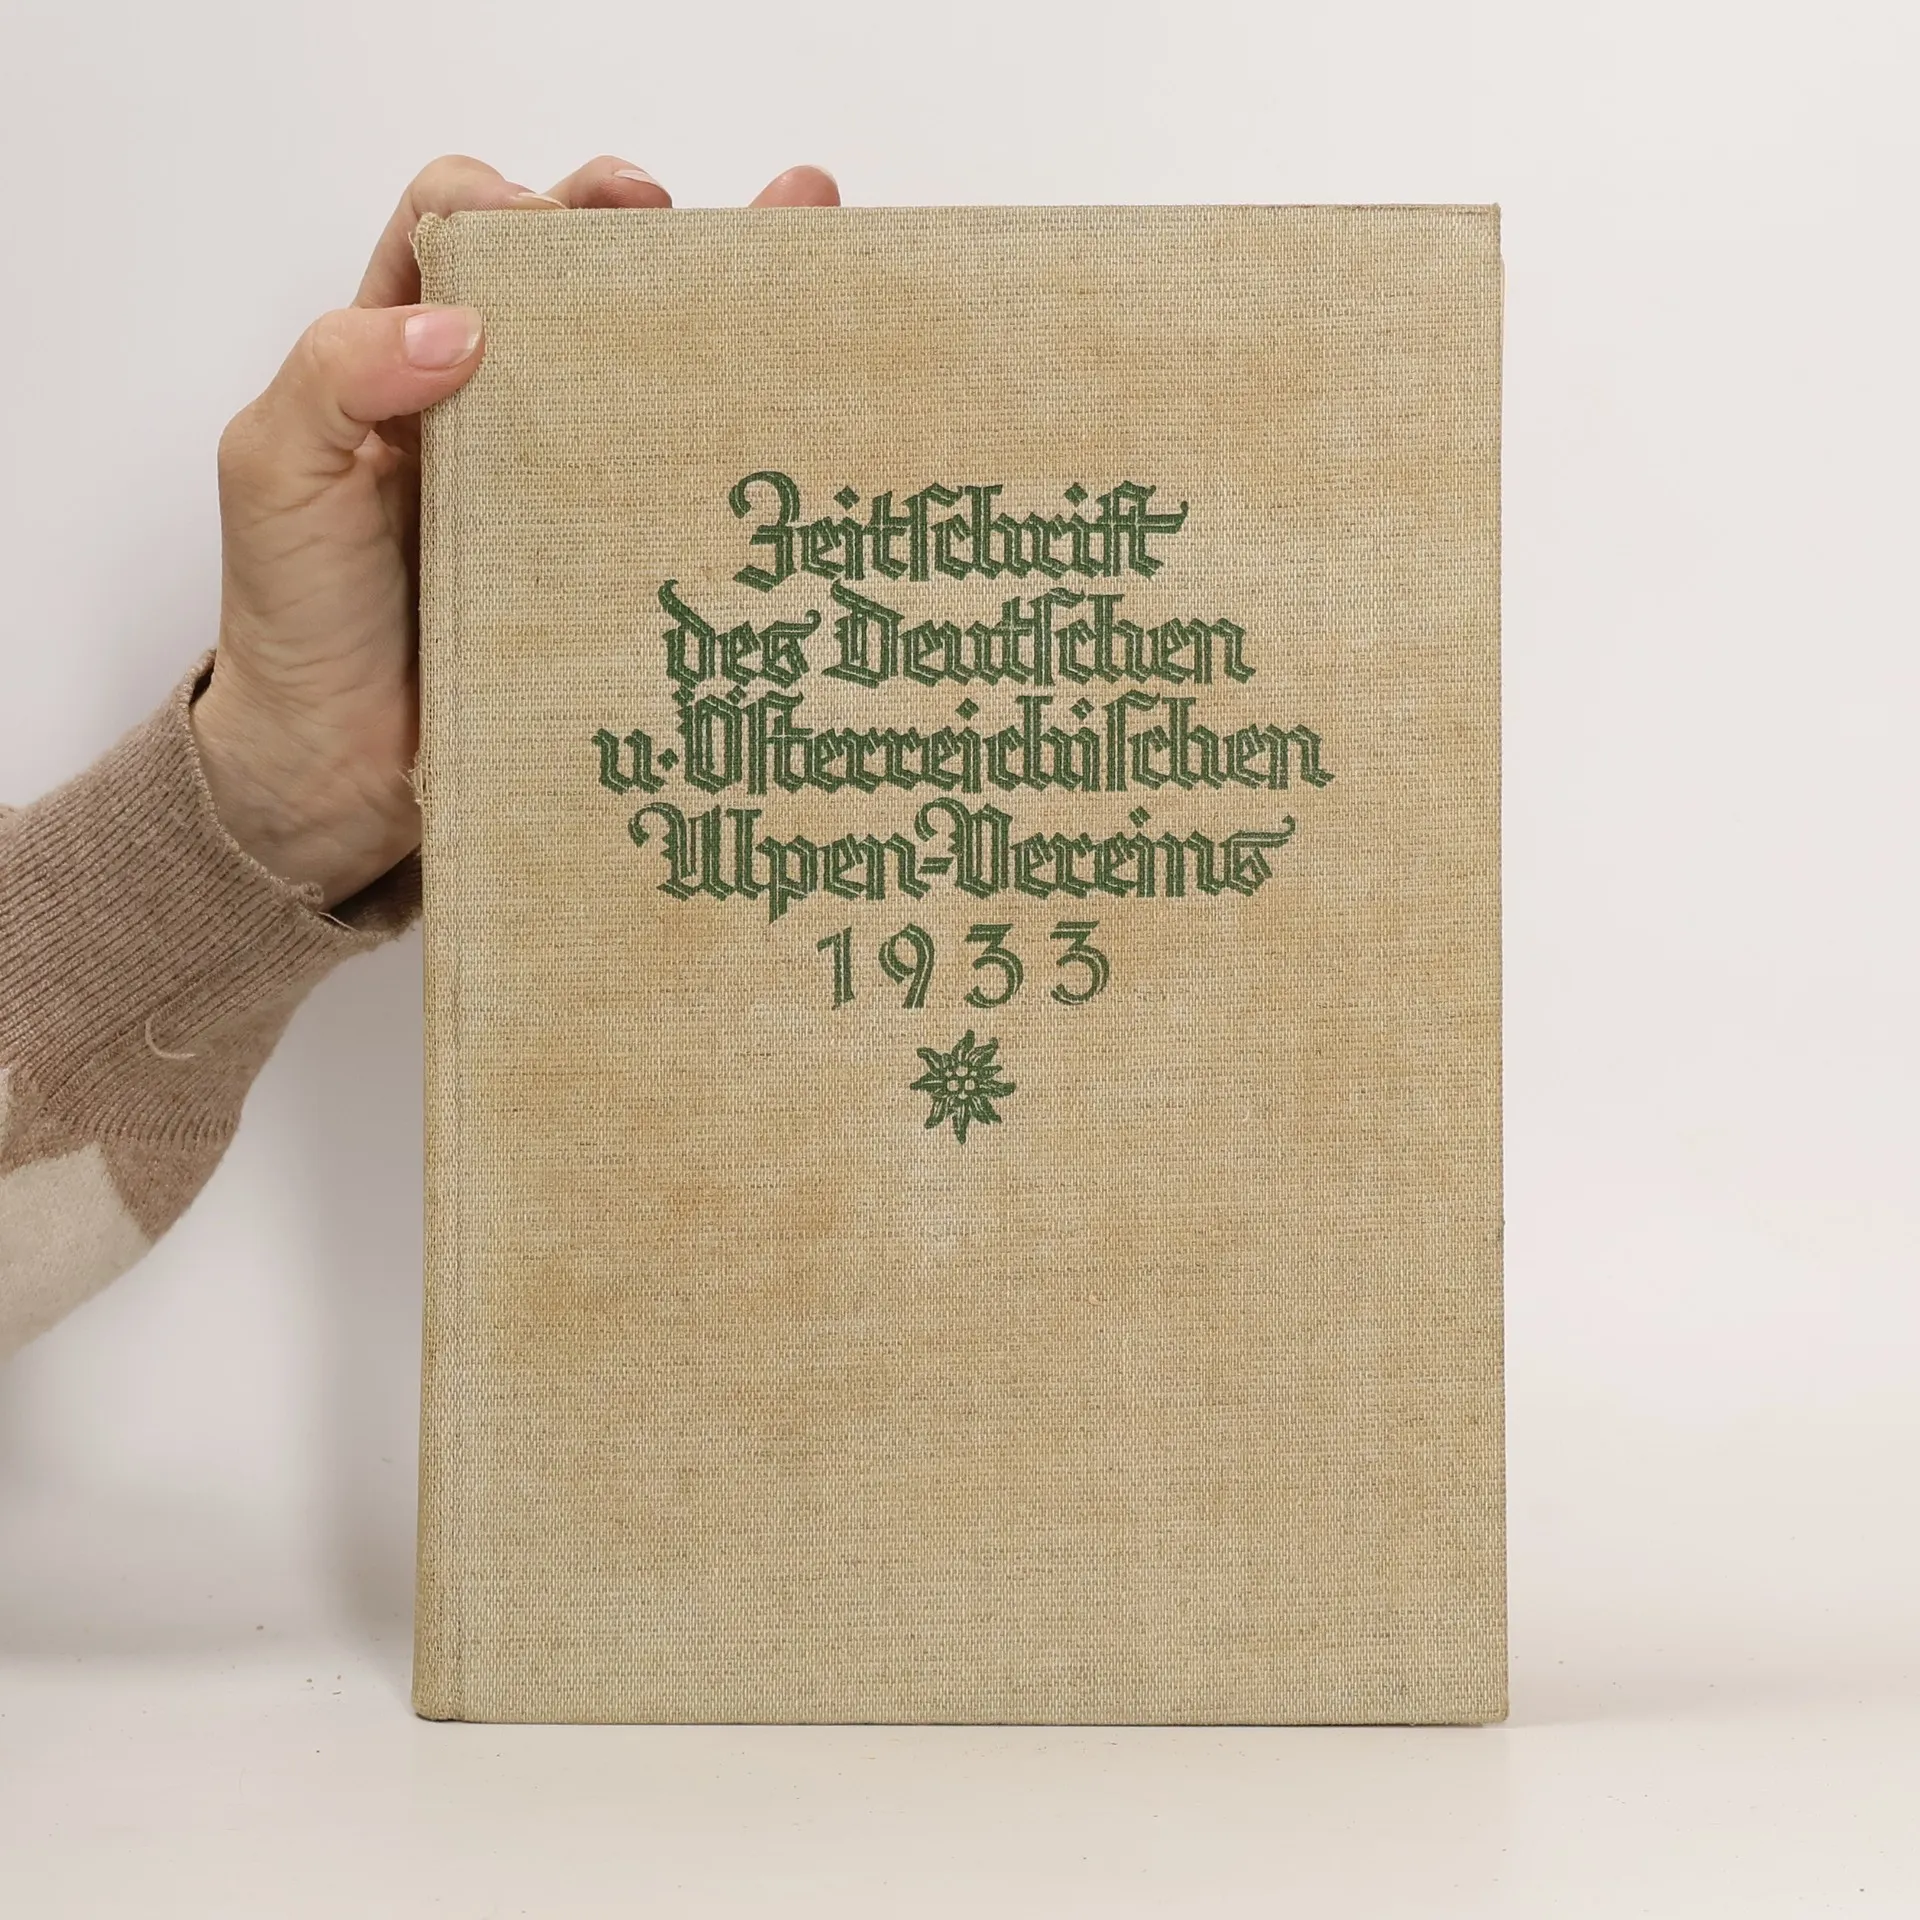 Zeitschrift
des Deutschen
u. Österreichischen
Alpen-Vereins
1933